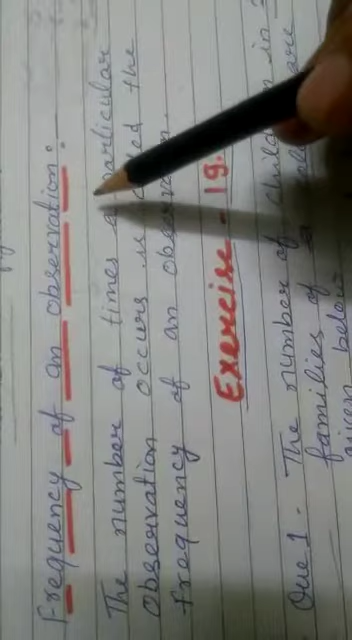 Frequency of an observation:
The number of times a particular
observation occurs is the
frequency of an observation.
Exercise - 19.
Que 1 - The number of children in
families of are
given below